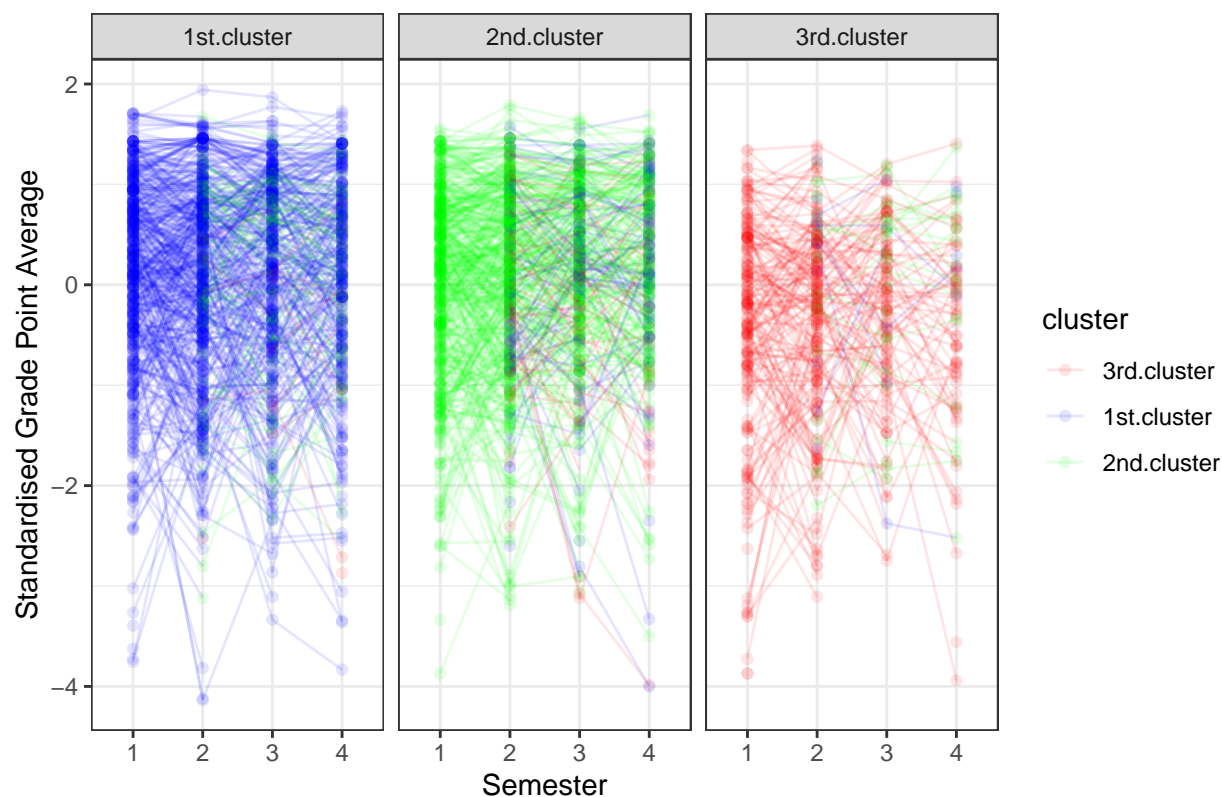 1st.cluster 2nd.cluster 3rd.cluster
Standardised Grade Point Average
2
0
−2
−4
1 2 3 4 1 2 3 4 1 2 3 4
Semester
cluster
3rd.cluster
1st.cluster
2nd.cluster